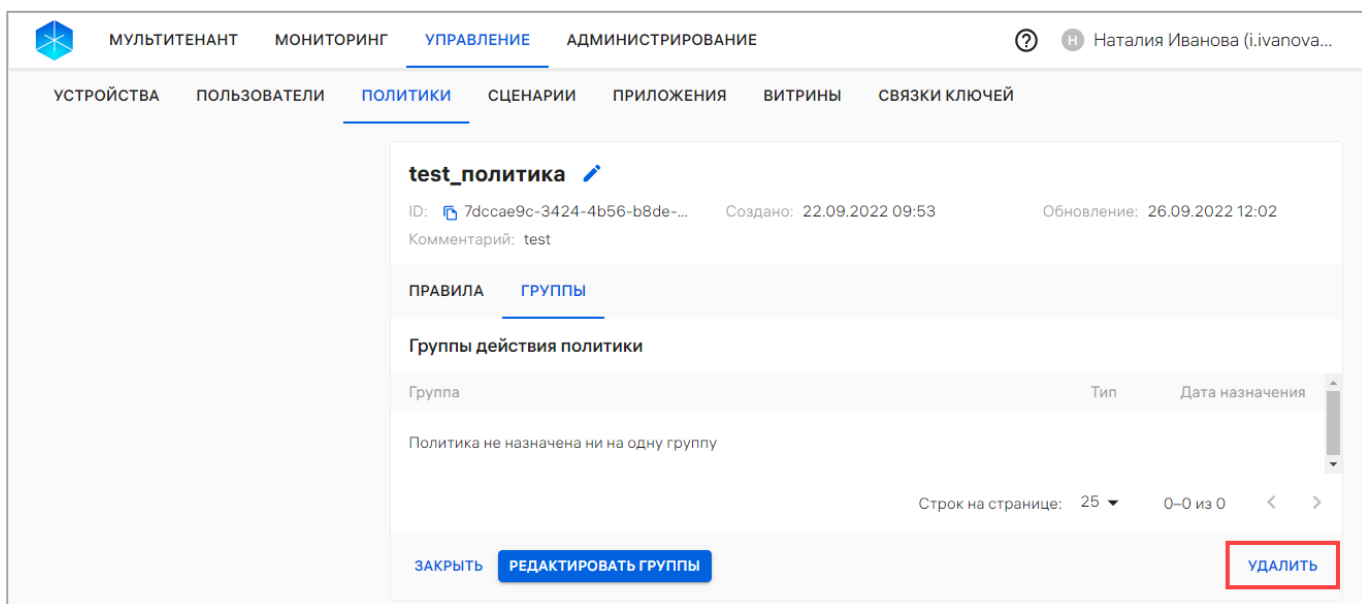 МУЛЬТИТЕНАНТ МОНИТОРИНГ УПРАВЛЕНИЕ АДМИНИСТРИРОВАНИЕ ? Н Наталия Иванова (i.ivanova...
УСТРОЙСТВА ПОЛЬЗОВАТЕЛИ ПОЛИТИКИ СЦЕНАРИИ ПРИЛОЖЕНИЯ ВИТРИНЫ СВЯЗКИ КЛЮЧЕЙ
test_политика
ID: 7dccae9c-3424-4b56-b8de-... Создано: 22.09.2022 09:53 Обновление: 26.09.2022 12:02
Комментарий: test
ПРАВИЛА ГРУППЫ
Группы действия политики
Группа Тип Дата назначения
Политика не назначена ни на одну группу
Строк на странице: 25 0–0 из 0
ЗАКРЫТЬ РЕДАКТИРОВАТЬ ГРУППЫ УДАЛИТЬ